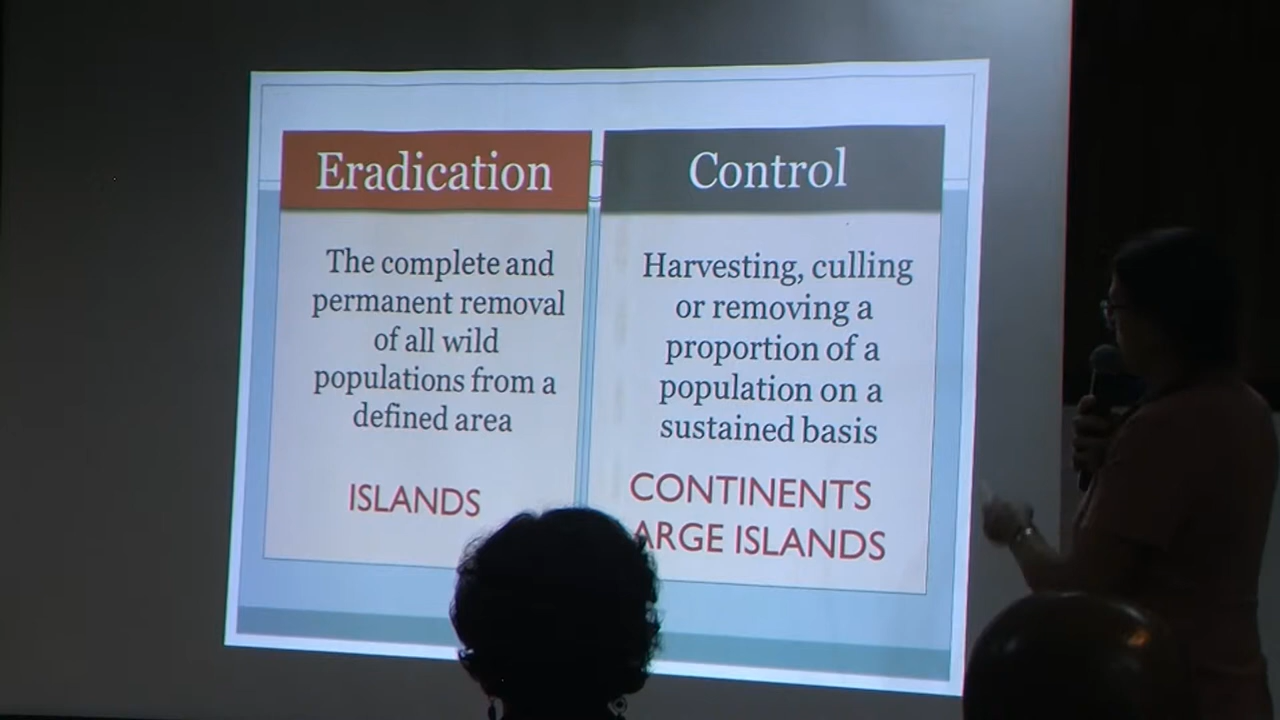 Eradication
The complete and
permanent removal
of all wild
populations from a
defined area
ISLANDS
Control
Harvesting, culling
or removing a
proportion of a
population on a
sustained basis
CONTINENTS
ARGE ISLANDS